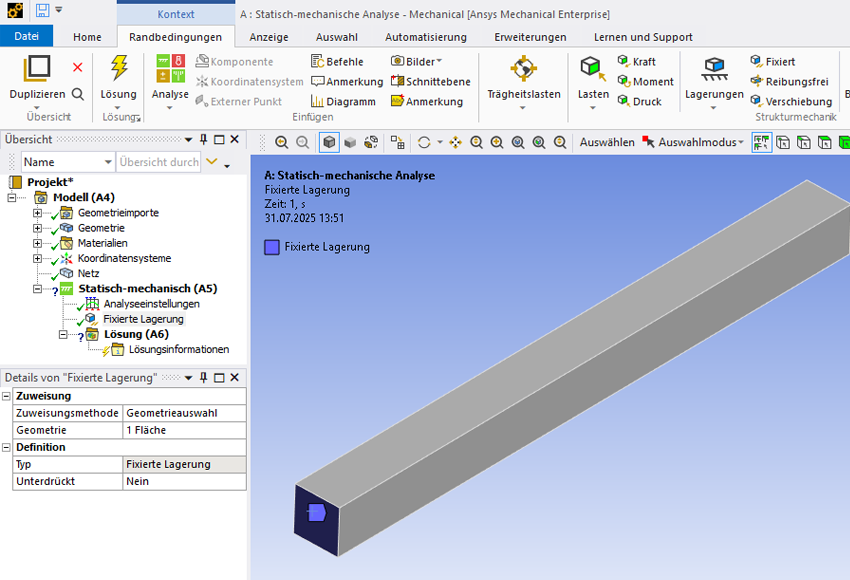 Kontext
A : Statisch-mechanische Analyse - Mechanical [Ansys Mechanical Enterprise]
Datei Home Randbedingungen Anzeige Auswahl Automatisierung Erweiterungen Lernen und Support
Duplizieren
Übersicht
Lösung
Lösung
Analyse
Komponente
Koordinatensystem
Externer Punkt
Befehle
Anmerkung
Diagramm
Bilder
Schnittebene
Anmerkung
Einfügen
Trägheitslasten
Lasten
Kraft
Moment
Druck
Lagerungen
Fixiert
Reibungsfrei
Verschiebung
Strukturmechanik
B
Übersicht
Name Übersicht durch
Auswählen Auswahlmodus
Projekt*
Modell (A4)
Geometrieimporte
Geometrie
Materialien
Koordinatensysteme
Netz
Statisch-mechanisch (A5)
Analyseeinstellungen
Fixierte Lagerung
Lösung (A6)
Lösungsinformationen
Details von "Fixierte Lagerung"
Zuweisung
Zuweisungsmethode Geometrieauswahl
Geometrie 1 Fläche
Definition
Typ Fixierte Lagerung
Unterdrückt Nein
A: Statisch-mechanische Analyse
Fixierte Lagerung
Zeit: 1, s
31.07.2025 13:51
Fixierte Lagerung